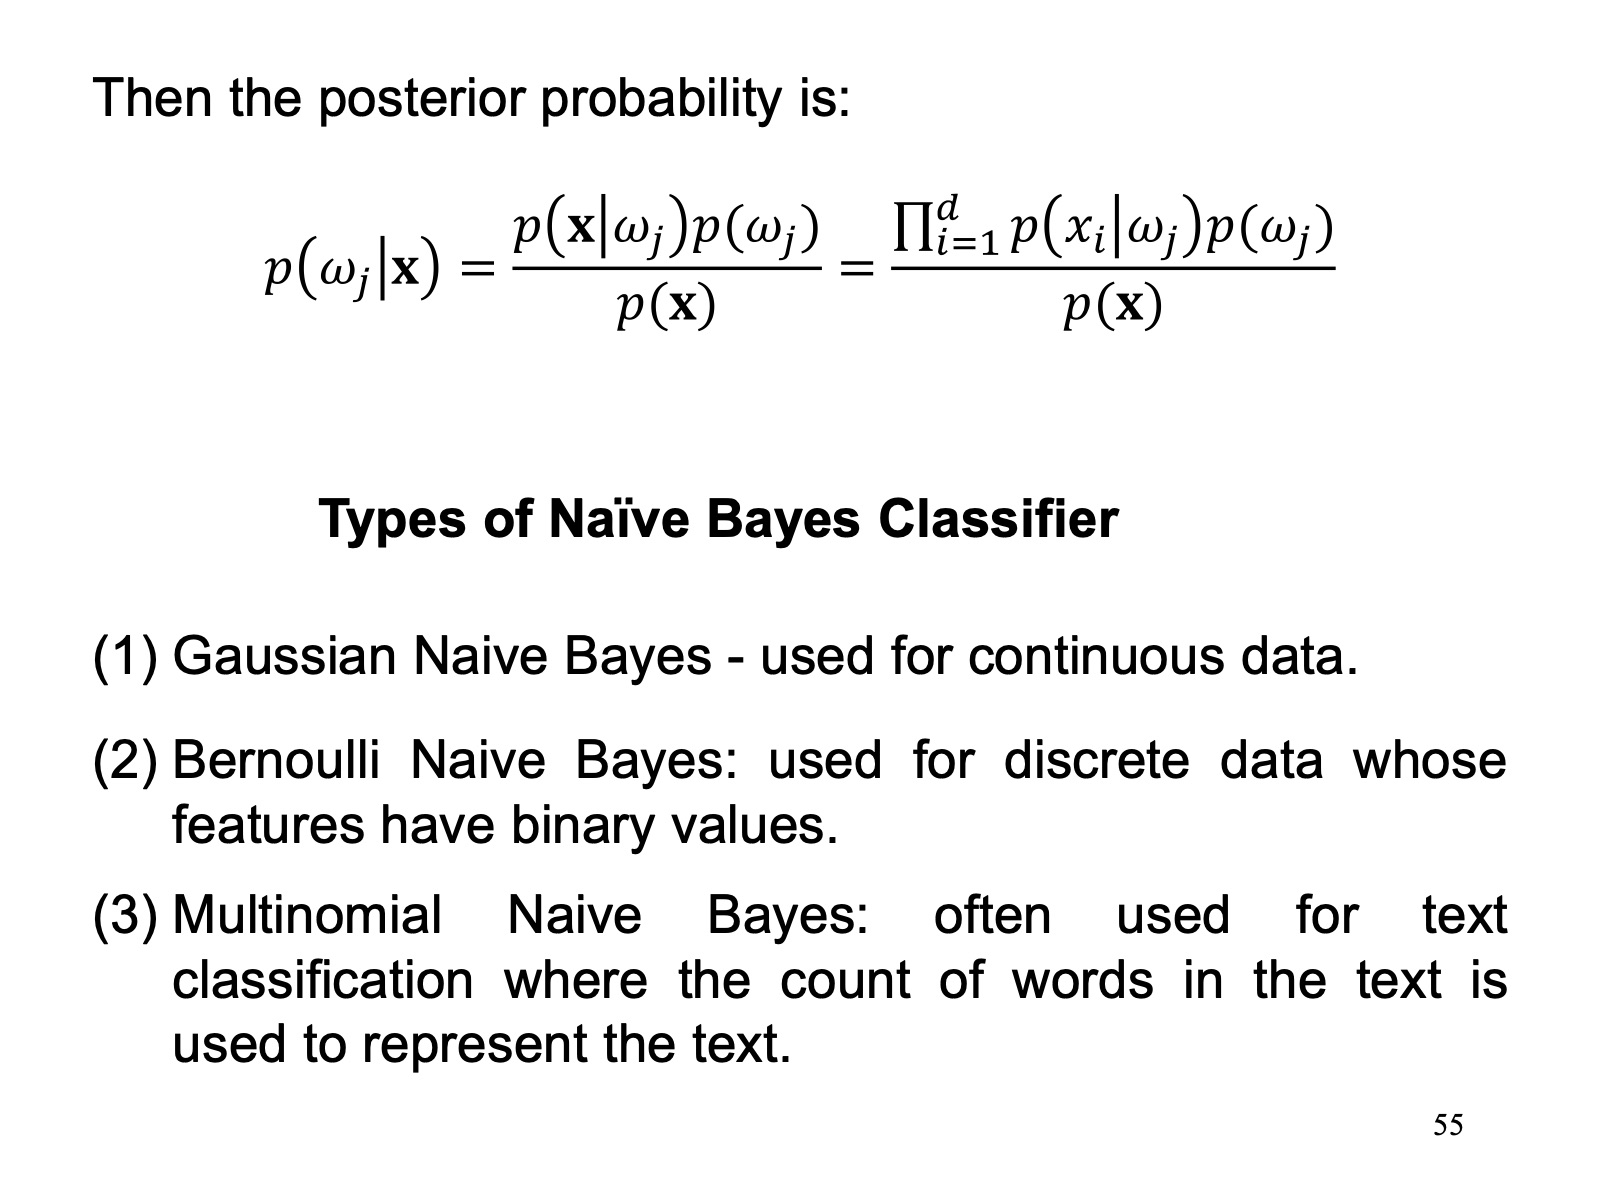 Then the posterior probability is:
p(ω_j|𝐱) = p(𝐱|ω_j)p(ω_j) / p(𝐱) = ∏_{i=1}^{d} p(x_i|ω_j)p(ω_j) / p(𝐱)
Types of Naïve Bayes Classifier
(1) Gaussian Naive Bayes - used for continuous data.
(2) Bernoulli Naive Bayes: used for discrete data whose
features have binary values.
(3) Multinomial Naive Bayes: often used for text
classification where the count of words in the text is
used to represent the text.
55